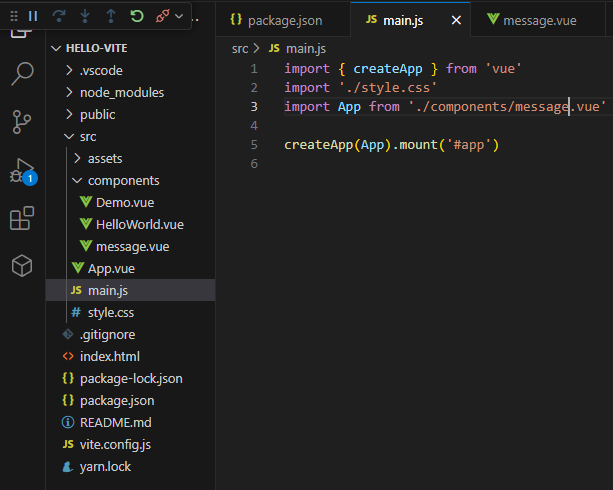 package.json
main.js
message.vue
HELLO-VITE
.vscode
node_modules
public
src
assets
components
Demo.vue
HelloWorld.vue
message.vue
App.vue
JS main.js
# style.css
.gitignore
<> index.html
{} package-lock.json
{} package.json
README.md
JS vite.config.js
yarn.lock
1
src > JS main.js
1 import { createApp } from 'vue'
2 import './style.css'
3 import App from './components/message.vue'
4
5 createApp(App).mount('#app')
6